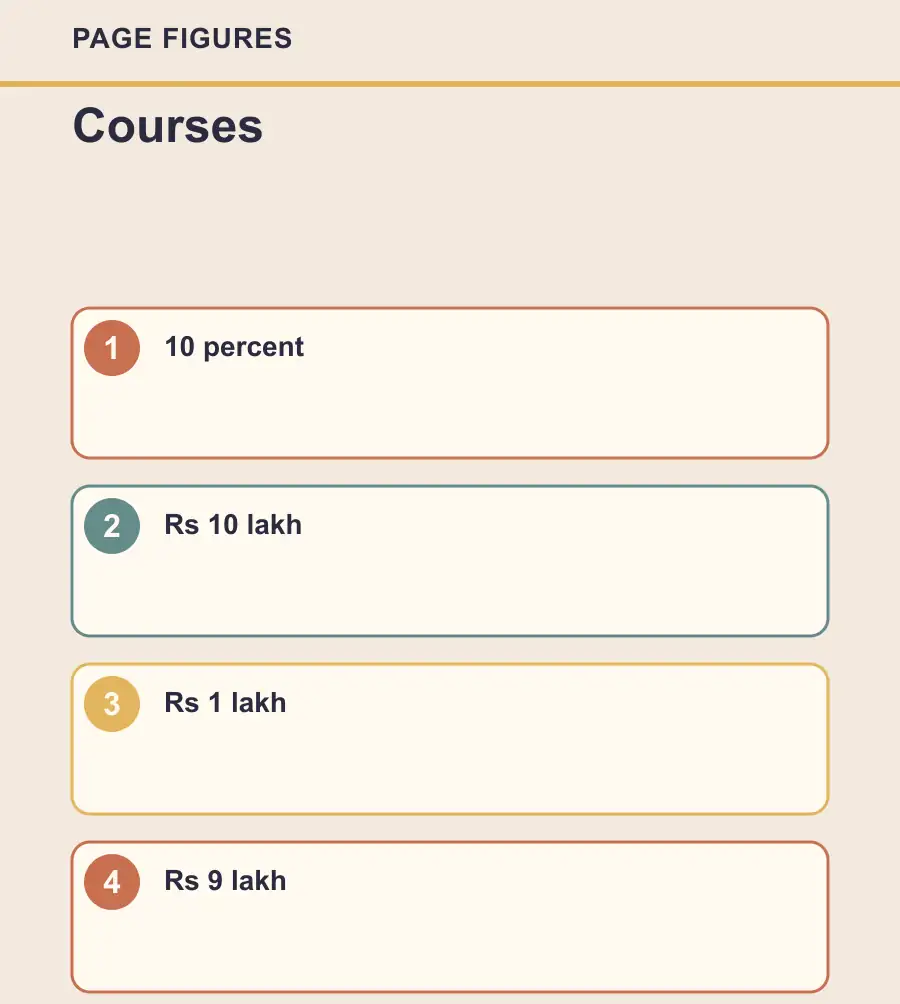 PAGE FIGURES
Courses
1
10 percent
2
Rs 10 lakh
3
Rs 1 lakh
4
Rs 9 lakh